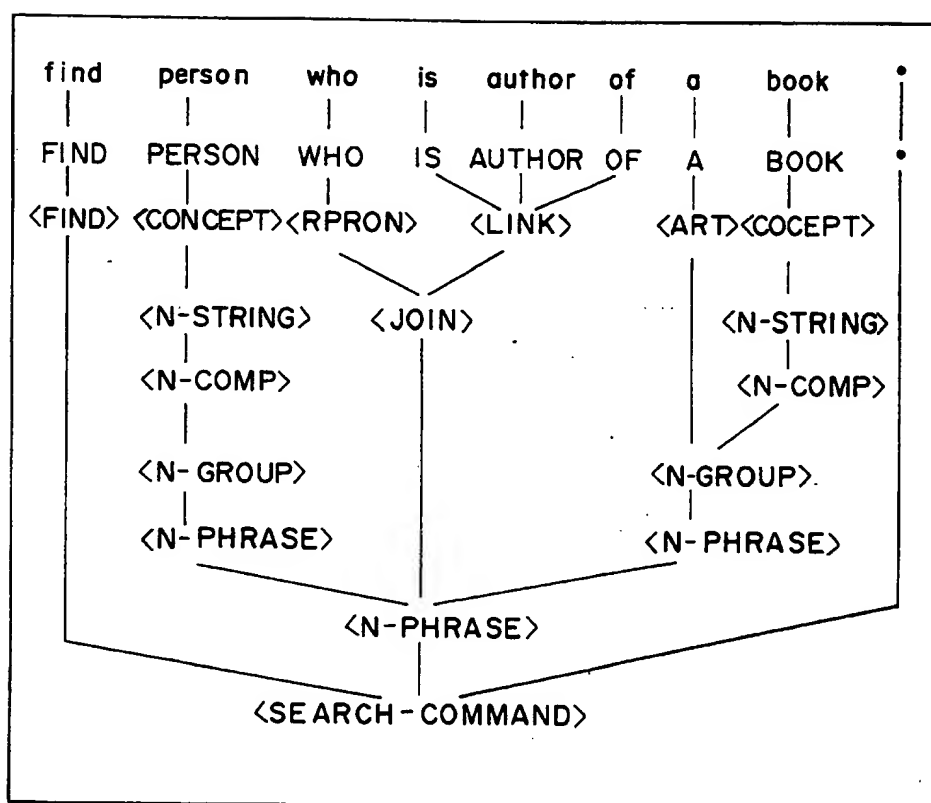 find person who is author of a book .
FIND PERSON WHO IS AUTHOR OF A BOOK .
<FIND> <CONCEPT> <RPRON> <LINK> <ART> <COCEPT>
<N-STRING> <JOIN> <N-STRING>
<N-COMP> <N-COMP>
<N-GROUP> <N-GROUP>
<N-PHRASE> <N-PHRASE>
<N-PHRASE>
<SEARCH-COMMAND>